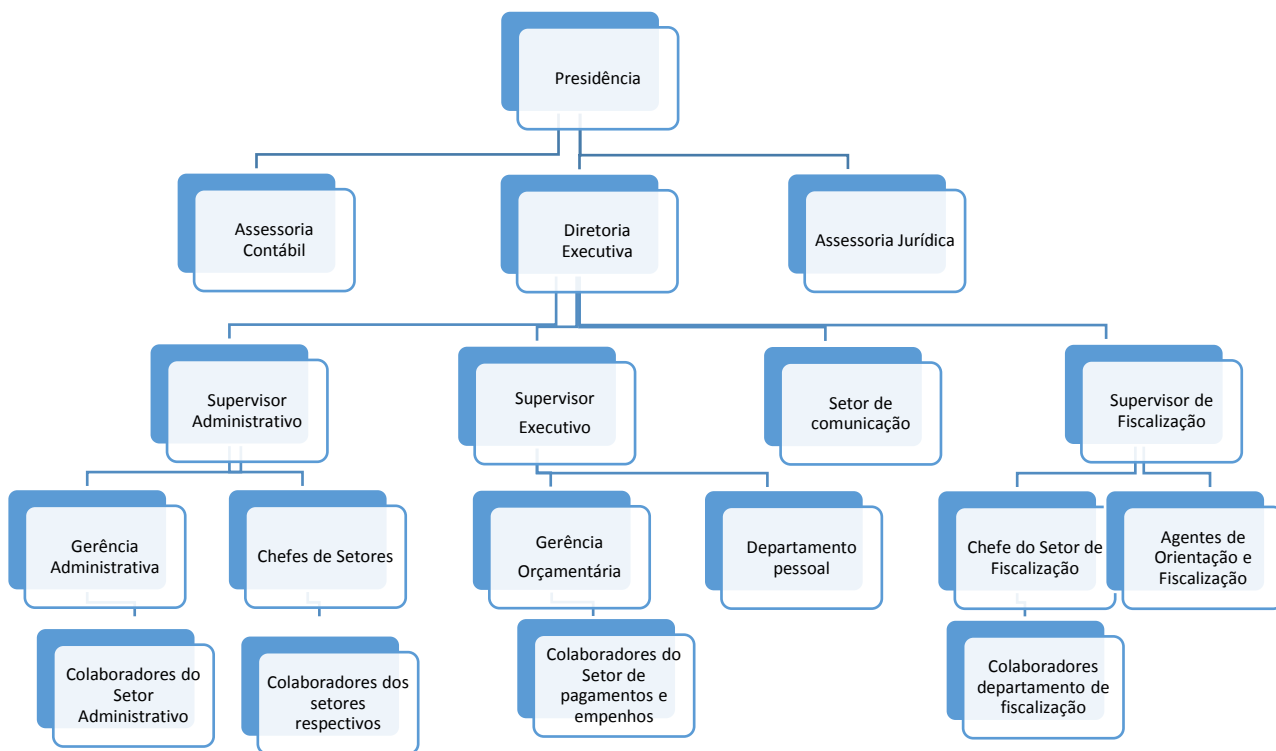 Presidência
Assessoria
Contábil
Diretoria
Executiva
Assessoria Jurídica
Supervisor
Administrativo
Supervisor
Executivo
Setor de
comunicação
Supervisor de
Fiscalização
Gerência
Administrativa
Chefes de Setores
Gerência
Orçamentária
Departamento
pessoal
Chefe do Setor de
Fiscalização
Agentes de
Orientação e
Fiscalização
Colaboradores do
Setor
Administrativo
Colaboradores dos
setores
respectivos
Colaboradores do
Setor de
pagamentos e
empenhos
Colaboradores
departamento de
fiscalização